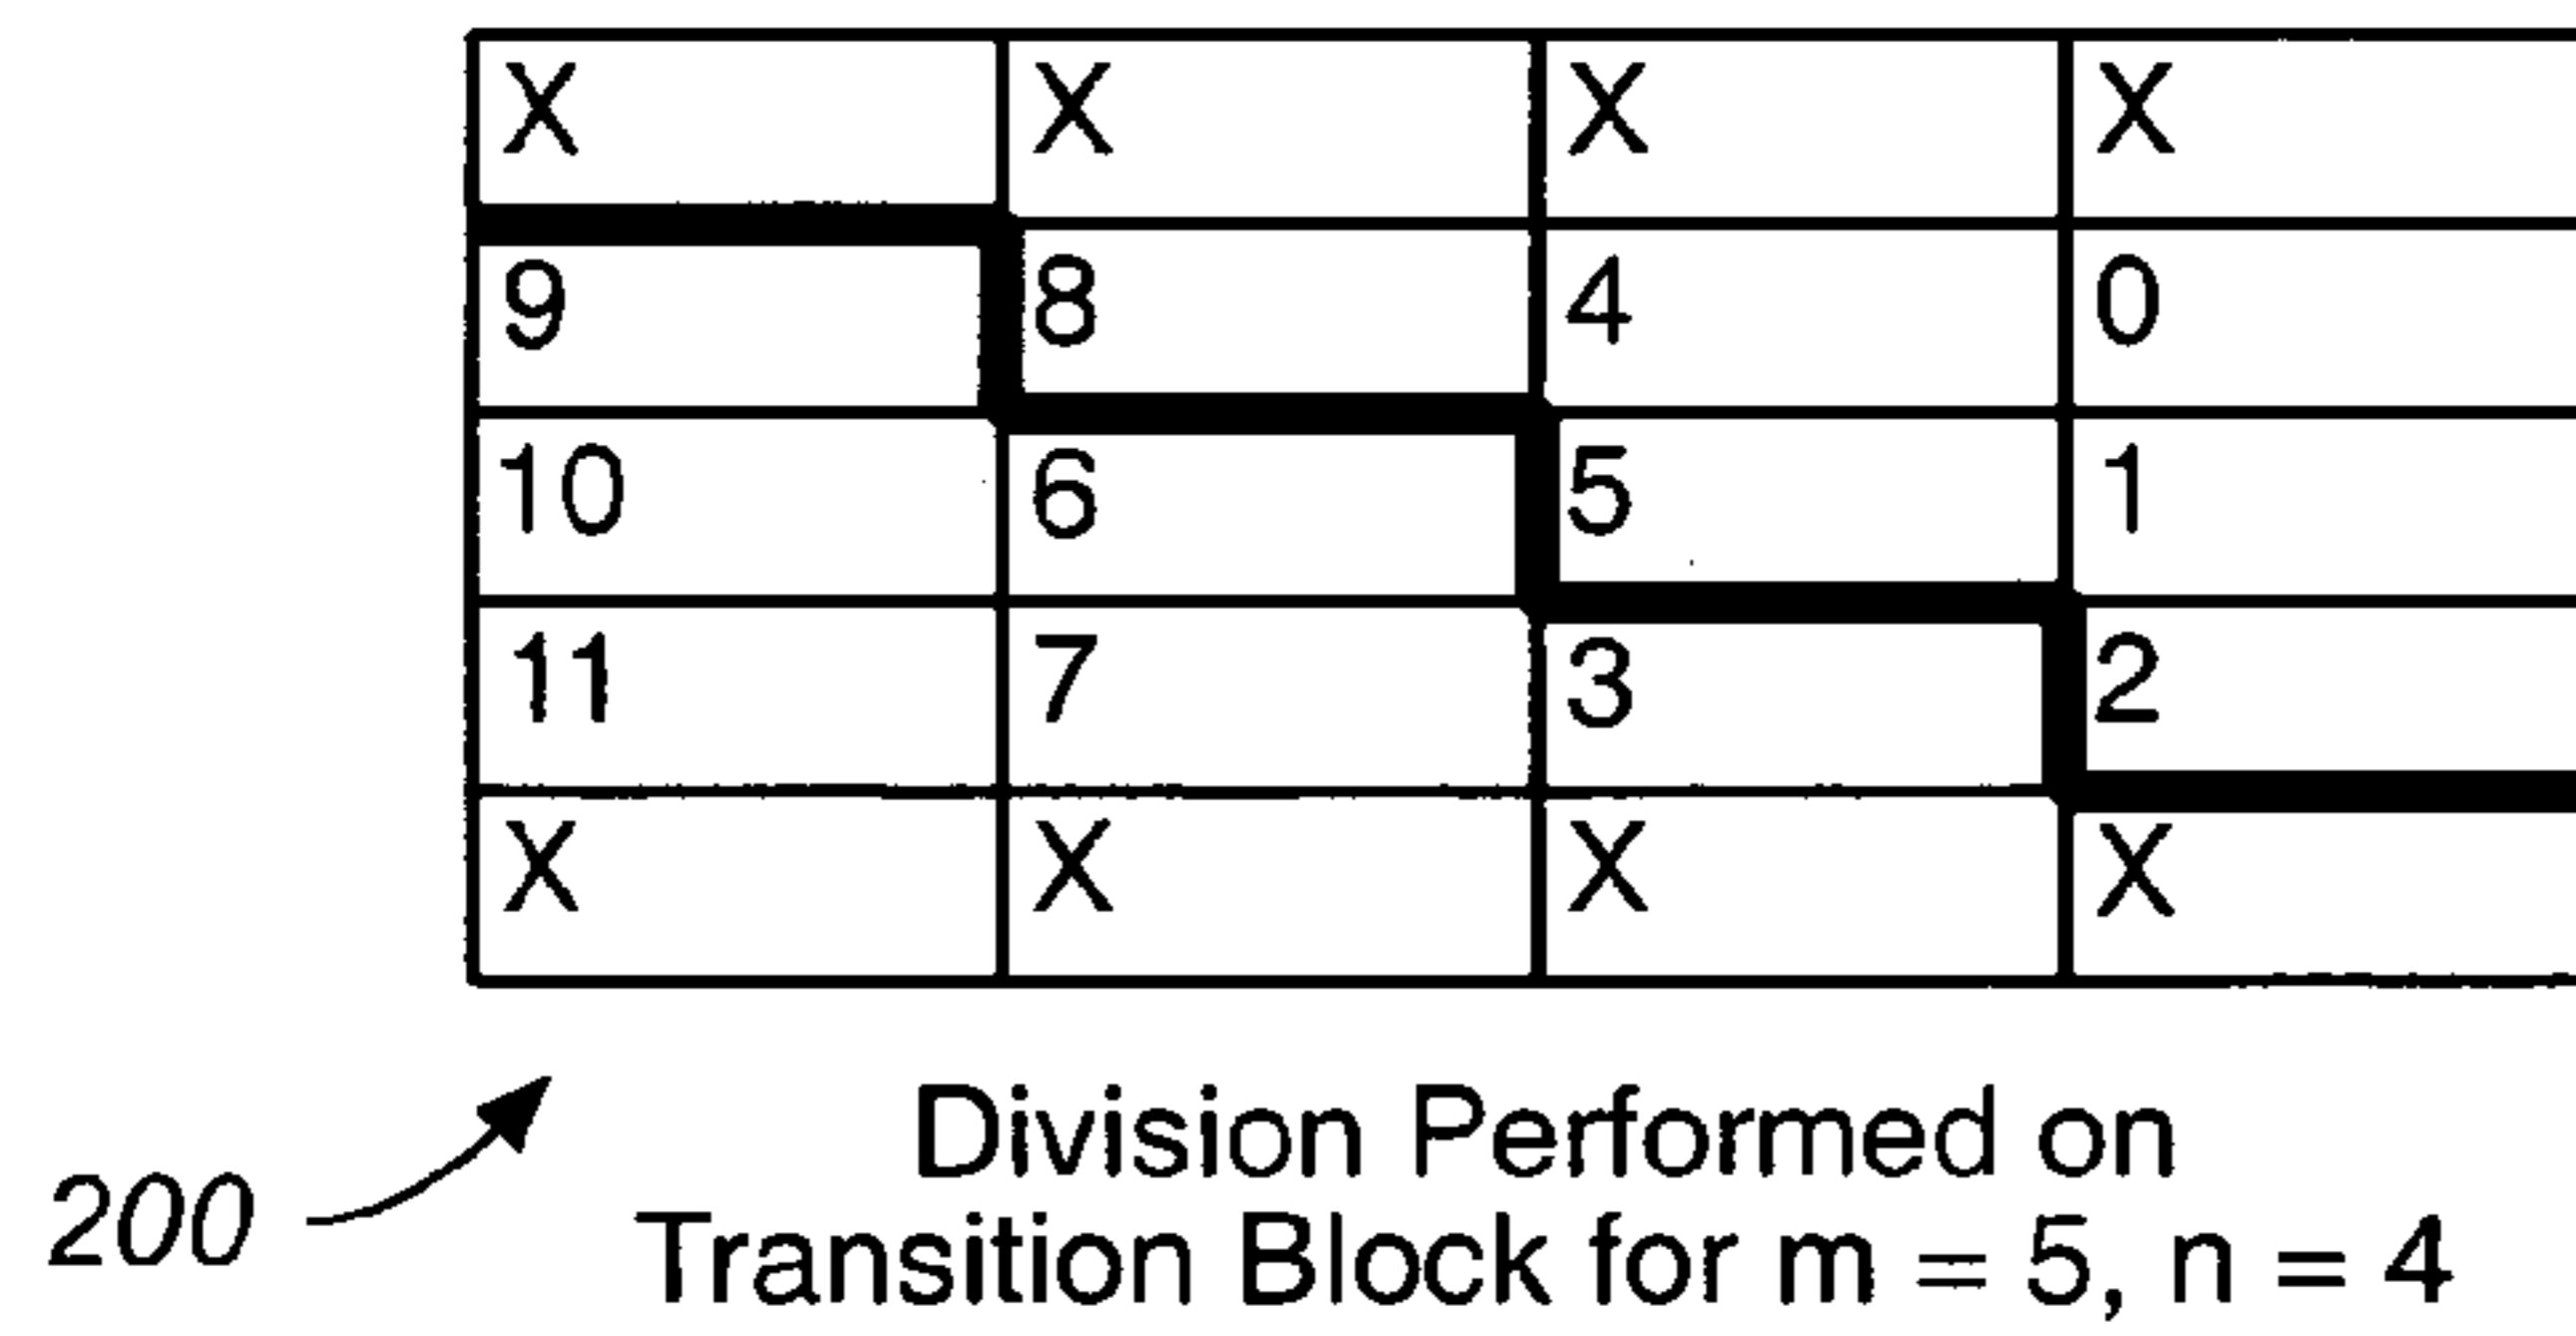 X X X X
9 8 4 0
10 6 5 1
11 7 3 2
X X X X
200
Division Performed on
Transition Block for m = 5, n = 4